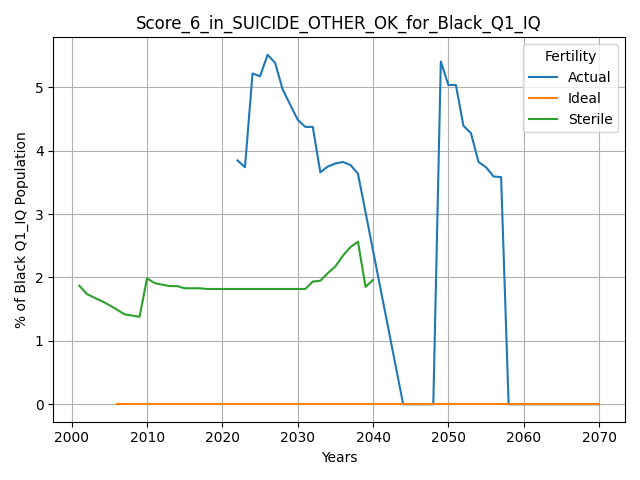 Score_6_in_SUICIDE_OTHER_OK_for_Black_Q1_IQ
Fertility
Actual
Ideal
Sterile
% of Black Q1_IQ Population
5
4
3
2
1
0
2000 2010 2020 2030 2040 2050 2060 2070
Years